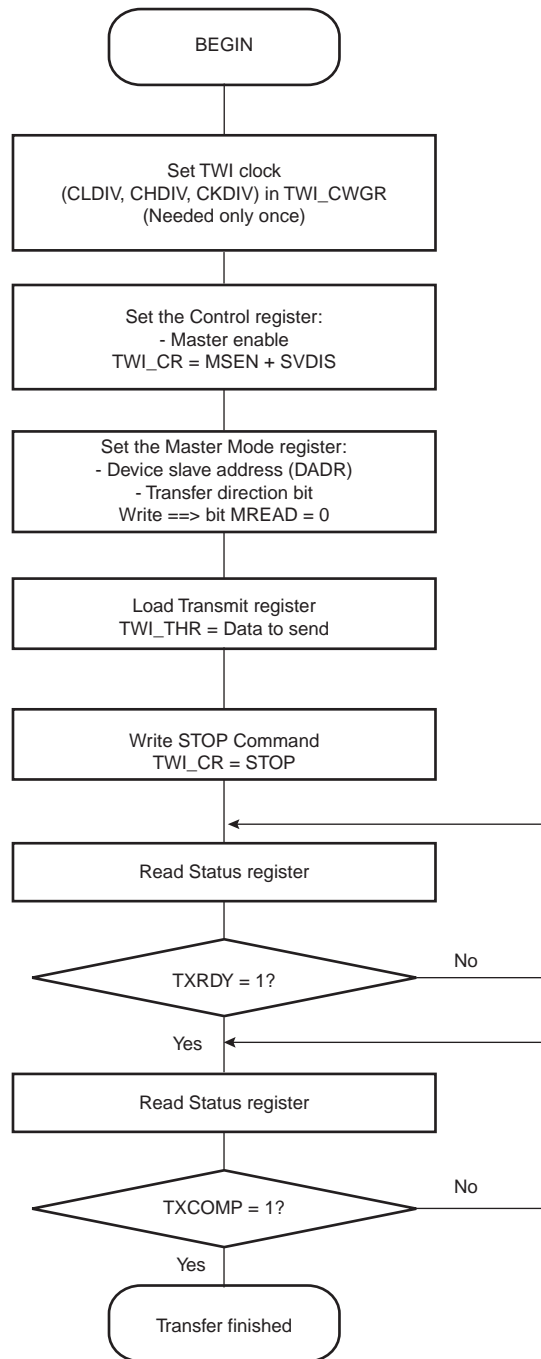 BEGIN
Set TWI clock
(CLDIV, CHDIV, CKDIV) in TWI_CWGR
(Needed only once)
Set the Control register:
- Master enable
TWI_CR = MSEN + SVDIS
Set the Master Mode register:
- Device slave address (DADR)
- Transfer direction bit
Write ==> bit MREAD = 0
Load Transmit register
TWI_THR = Data to send
Write STOP Command
TWI_CR = STOP
Read Status register
TXRDY = 1?
No
Yes
Read Status register
TXCOMP = 1?
No
Yes
Transfer finished